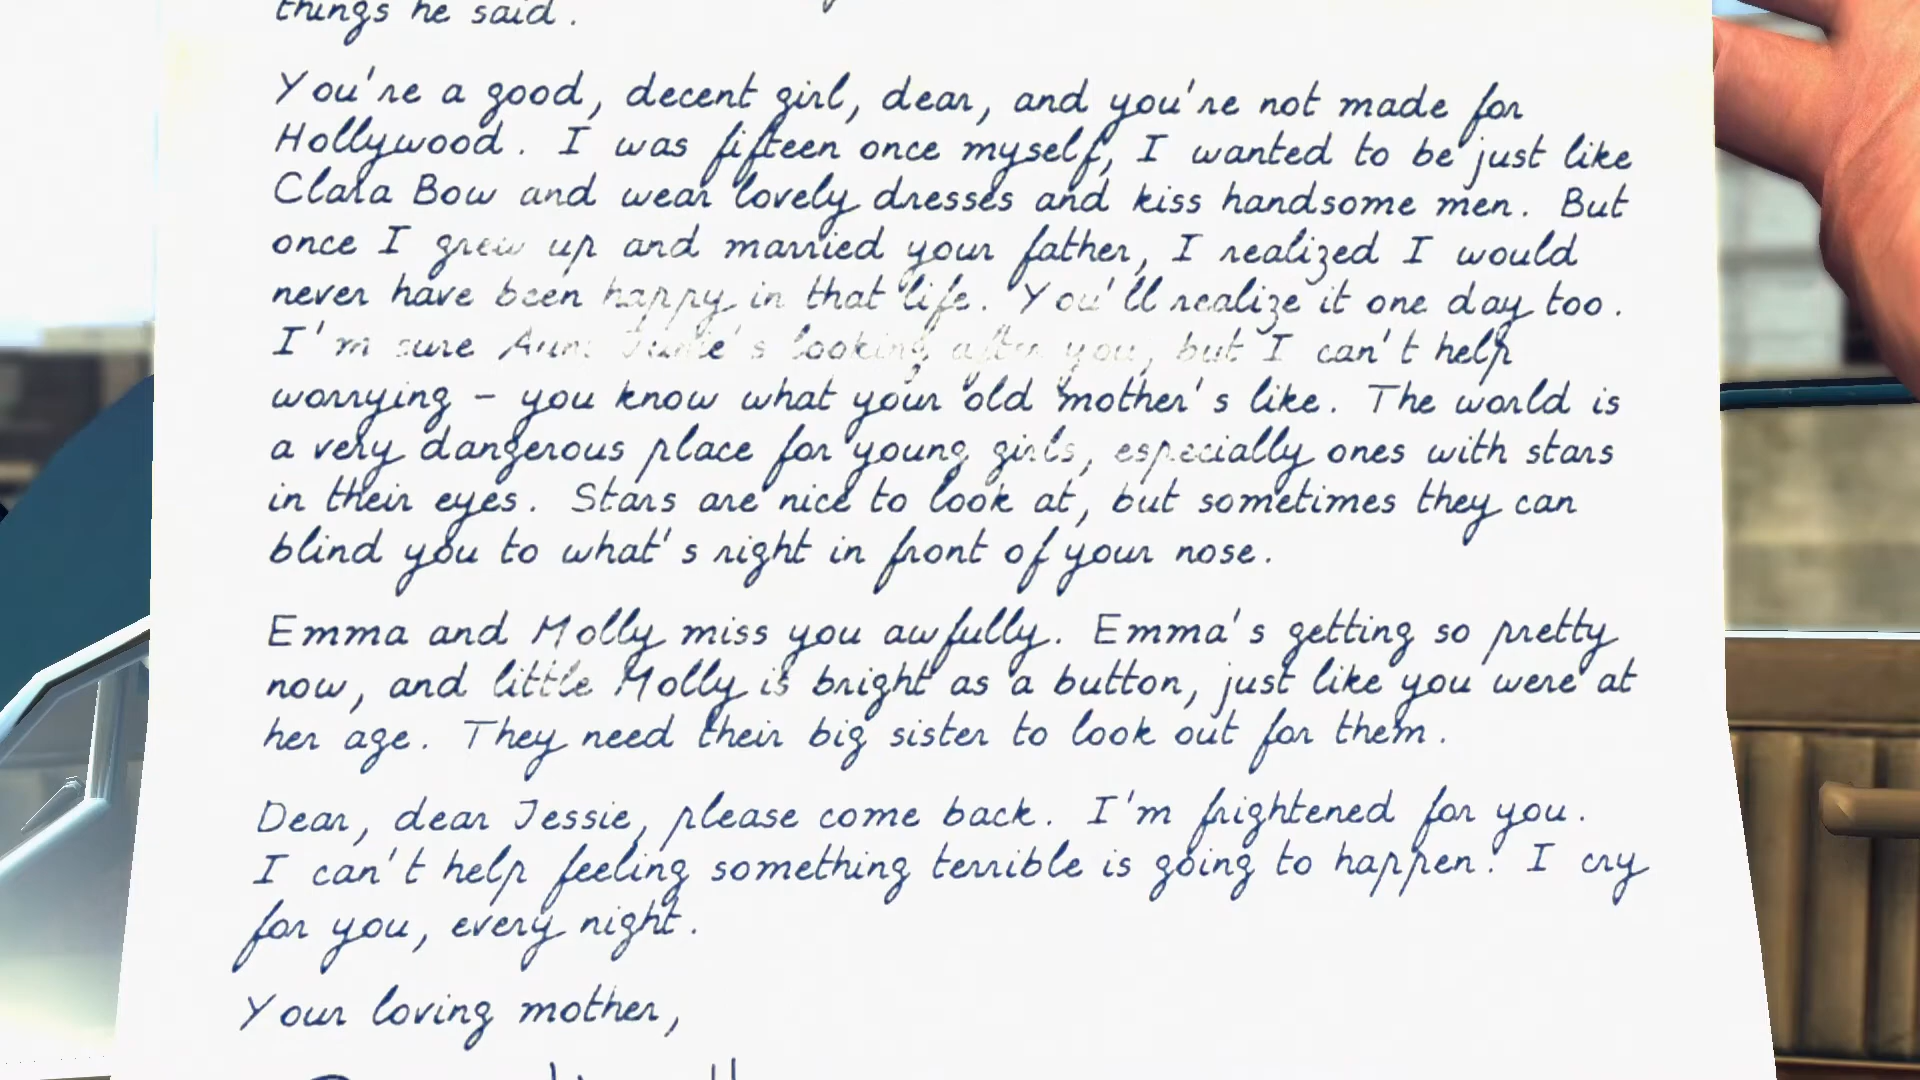 things he said.
You're a good, decent girl, dear, and you're not made for
Hollywood. I was fifteen once myself, I wanted to be just like
Clara Bow and wear lovely dresses and kiss handsome men. But
once I grew up and married your father, I realized I would
never have been happy in that life. You'll realize it one day too.
I'm sure Aunt 's looking after you, but I can't help
worrying - you know what your old mother's like. The world is
a very dangerous place for young girls, especially ones with stars
in their eyes. Stars are nice to look at, but sometimes they can
blind you to what's right in front of your nose.
Emma and Molly miss you awfully. Emma's getting so pretty
now, and little Molly is bright as a button, just like you were at
her age. They need their big sister to look out for them.
Dear, dear Jessie, please come back. I'm frightened for you.
I can't help feeling something terrible is going to happen. I cry
for you, every night.
Your loving mother,